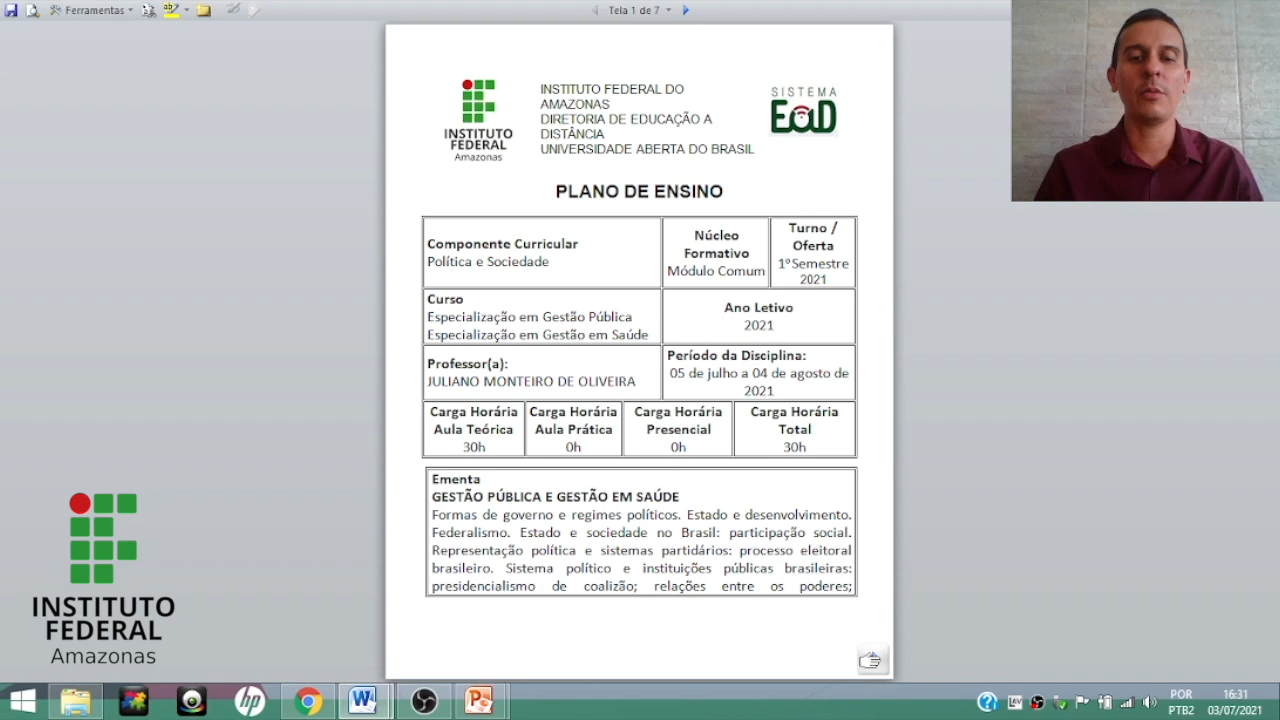 Ferramentas
Tela 1 de 7
INSTITUTO
FEDERAL
Amazonas
INSTITUTO FEDERAL DO
AMAZONAS
DIRETORIA DE EDUCAÇÃO A
DISTÂNCIA
UNIVERSIDADE ABERTA DO BRASIL
SISTEMA
EaD
PLANO DE ENSINO
Componente Curricular
Política e Sociedade
Núcleo
Formativo
Módulo Comum
Turno /
Oferta
1º Semestre
2021
Curso
Especialização em Gestão Pública
Especialização em Gestão em Saúde
Ano Letivo
2021
Professor(a):
JULIANO MONTEIRO DE OLIVEIRA
Período da Disciplina:
05 de julho a 04 de agosto de
2021
Carga Horária
Aula Teórica
30h
Carga Horária
Aula Prática
0h
Carga Horária
Presencial
0h
Carga Horária
Total
30h
Ementa
GESTÃO PÚBLICA E GESTÃO EM SAÚDE
Formas de governo e regimes políticos. Estado e desenvolvimento.
Federalismo. Estado e sociedade no Brasil: participação social.
Representação política e sistemas partidários: processo eleitoral
brasileiro. Sistema político e instituições públicas brasileiras:
presidencialismo de coalizão; relações entre os poderes;
INSTITUTO
FEDERAL
Amazonas
POR
PTB2
16:31
03/07/2021